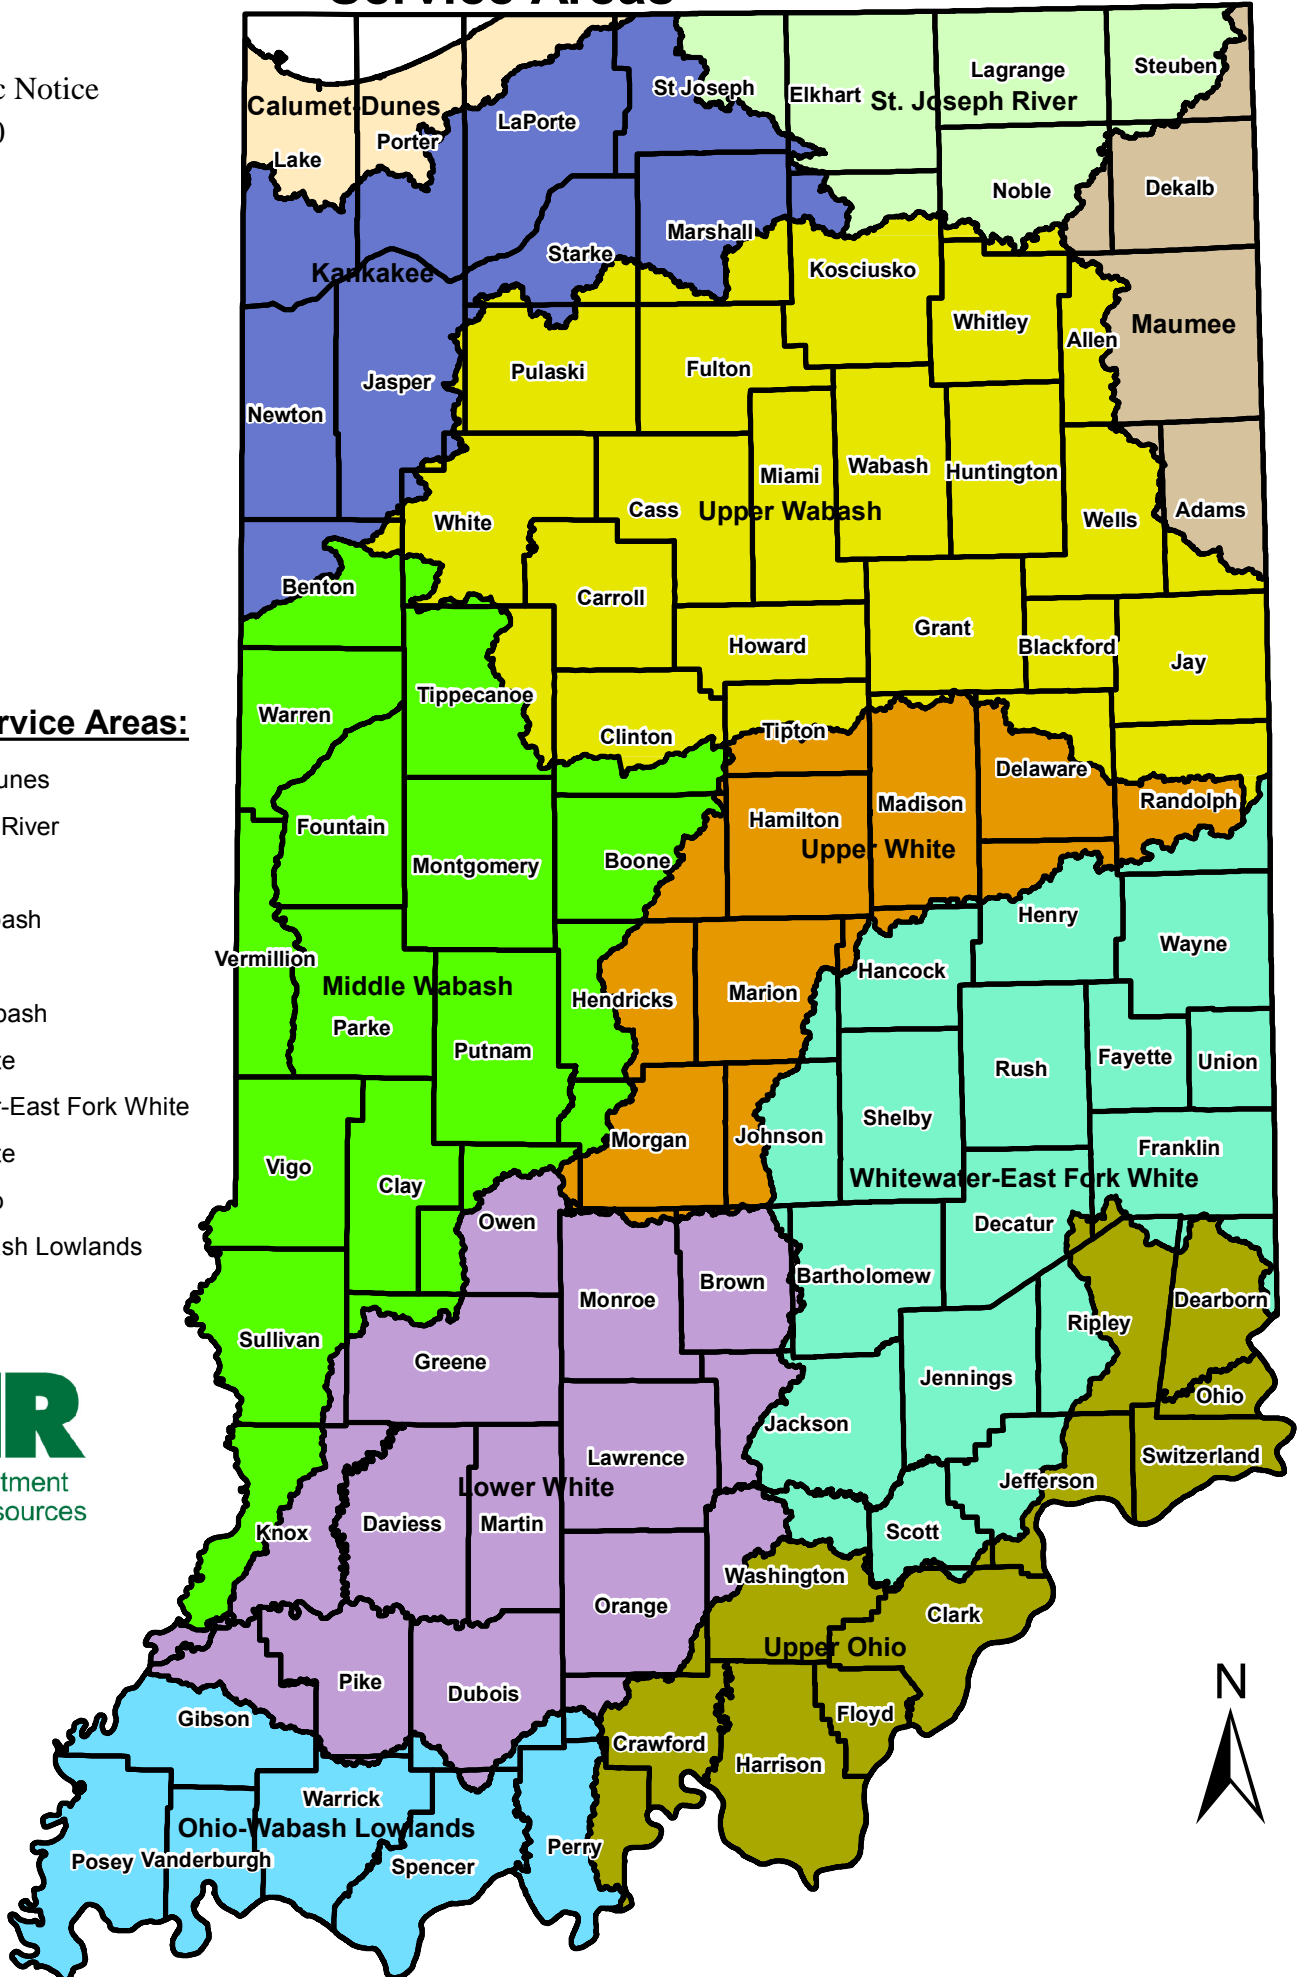 Service Areas
c Notice
Calumet-Dunes
St Joseph
Elkhart
Lagrange
Steuben
St. Joseph River
LaPorte
Porter
Lake
Noble
Dekalb
Marshall
Starke
Kankakee
Kosciusko
Whitley
Allen
Maumee
Pulaski
Fulton
Jasper
Newton
Miami
Wabash
Huntington
White
Cass
Upper Wabash
Wells
Adams
Benton
Carroll
Grant
Howard
Blackford
Jay
Tippecanoe
Warren
rvice Areas:
Clinton
Tipton
Delaware
unes
Randolph
Madison
Hamilton
River
Fountain
Upper White
Boone
Montgomery
Henry
bash
Wayne
Vermillion
Hancock
Middle Wabash
Hendricks
Marion
bash
Parke
Putnam
Fayette
Union
te
Rush
r-East Fork White
Shelby
Morgan
Johnson
Franklin
te
Vigo
Clay
Whitewater-East Fork White
o
Owen
Decatur
sh Lowlands
Bartholomew
Brown
Monroe
Dearborn
Ripley
Sullivan
Greene
Jennings
Ohio
NR
Jackson
Lawrence
Switzerland
tment
Jefferson
Lower White
sources
Knox
Daviess
Martin
Scott
Washington
Orange
Clark
Upper Ohio
N
Pike
Dubois
Gibson
Floyd
Crawford
Harrison
Warrick
Ohio-Wabash Lowlands
Perry
Posey
Vanderburgh
Spencer